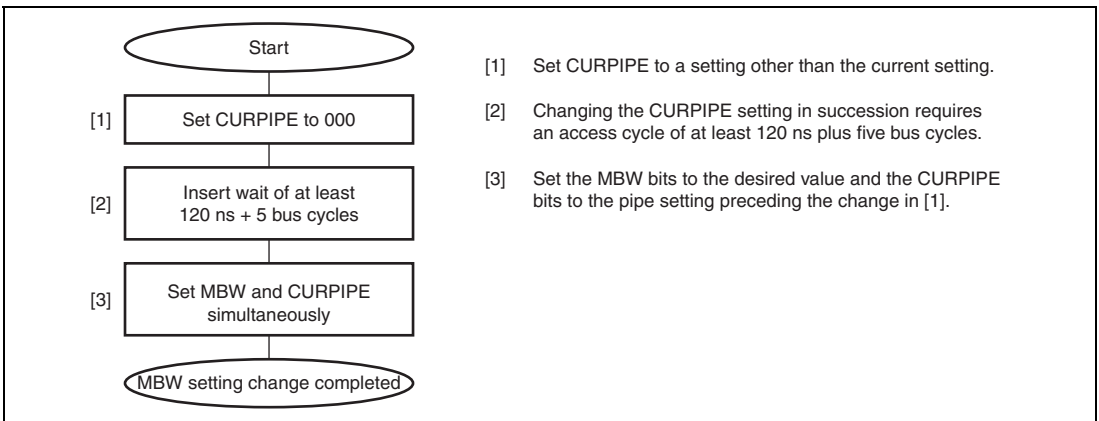 Start
[1]
Set CURPIPE to 000
[2]
Insert wait of at least
120 ns + 5 bus cycles
[3]
Set MBW and CURPIPE
simultaneously
MBW setting change completed
[1] Set CURPIPE to a setting other than the current setting.
[2] Changing the CURPIPE setting in succession requires
an access cycle of at least 120 ns plus five bus cycles.
[3] Set the MBW bits to the desired value and the CURPIPE
bits to the pipe setting preceding the change in [1].